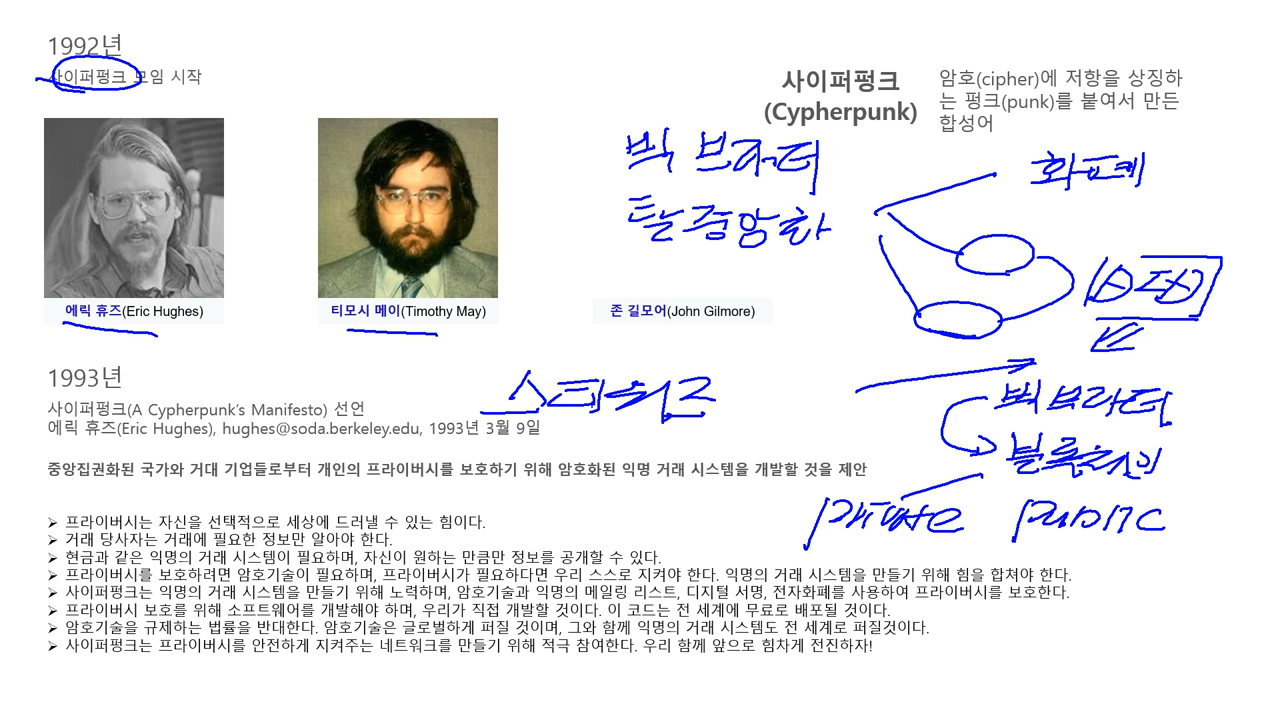 1992년
사이퍼펑크 모임 시작
사이퍼펑크
(Cypherpunk)
암호(cipher)에 저항을 상징하
는 펑크(punk)를 붙여서 만든
합성어
빅 브라더
탈중앙화
화폐
에릭 휴즈(Eric Hughes)
티모시 메이(Timothy May)
존 길모어(John Gilmore)
1993년
사이퍼펑크(A Cypherpunk's Manifesto) 선언
에릭 휴즈(Eric Hughes), hughes@soda.berkeley.edu, 1993년 3월 9일
빅브라더
블록체인
private public
중앙집권화된 국가와 거대 기업들로부터 개인의 프라이버시를 보호하기 위해 암호화된 익명 거래 시스템을 개발할 것을 제안
➢ 프라이버시는 자신을 선택적으로 세상에 드러낼 수 있는 힘이다.
➢ 거래 당사자는 거래에 필요한 정보만 알아야 한다.
➢ 현금과 같은 익명의 거래 시스템이 필요하며, 자신이 원하는 만큼만 정보를 공개할 수 있다.
➢ 프라이버시를 보호하려면 암호기술이 필요하며, 프라이버시가 필요하다면 우리 스스로 지켜야 한다. 익명의 거래 시스템을 만들기 위해 힘을 합쳐야 한다.
➢ 사이퍼펑크는 익명의 거래 시스템을 만들기 위해 노력하며, 암호기술과 익명의 메일링 리스트, 디지털 서명, 전자화폐를 사용하여 프라이버시를 보호한다.
➢ 프라이버시 보호를 위해 소프트웨어를 개발해야 하며, 우리가 직접 개발할 것이다. 이 코드는 전 세계에 무료로 배포될 것이다.
➢ 암호기술을 규제하는 법률을 반대한다. 암호기술은 글로벌하게 퍼질 것이며, 그와 함께 익명의 거래 시스템도 전 세계로 퍼질것이다.
➢ 사이퍼펑크는 프라이버시를 안전하게 지켜주는 네트워크를 만들기 위해 적극 참여한다. 우리 함께 앞으로 힘차게 전진하자!